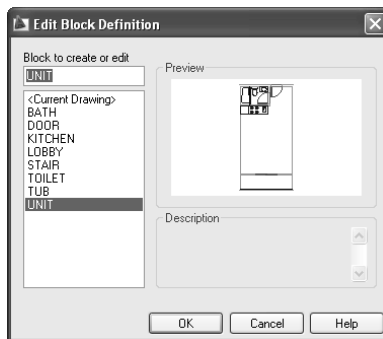 Edit Block Definition
Block to create or edit
UNIT
<Current Drawing>
BATH
DOOR
KITCHEN
LOBBY
STAIR
TOILET
TUB
UNIT
Preview
Description
OK Cancel Help